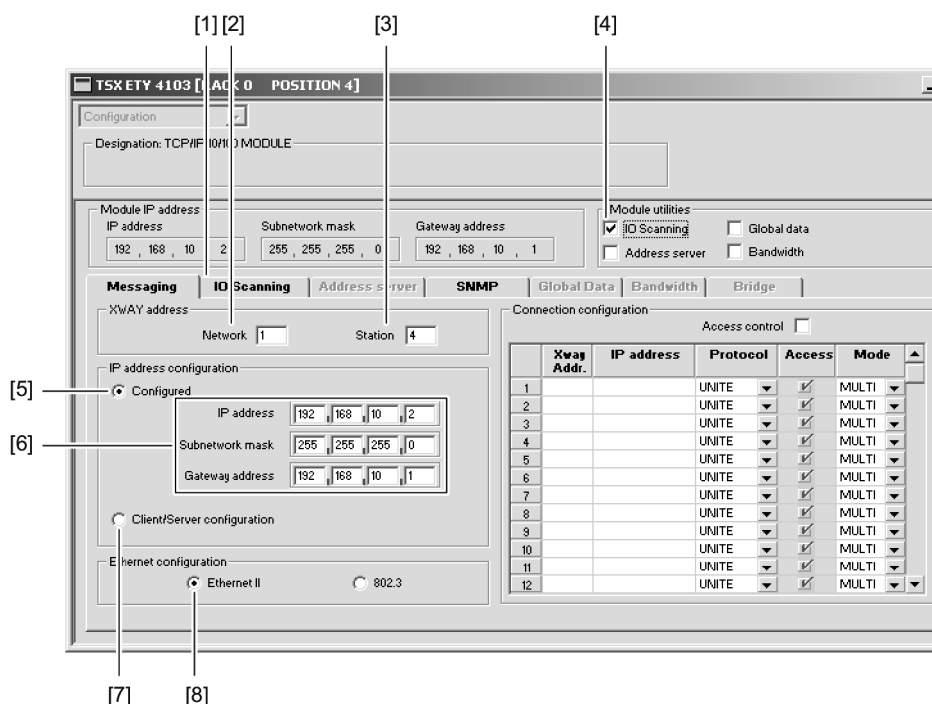 [1] [2] [3] [4]
TSX ETY 4103 [RACK 0 POSITION 4]
Configuration
Designation: TCP/IP 10/100 MODULE
Module IP address
IP address Subnetwork mask Gateway address
192 , 168 , 10 , 2 255 , 255 , 255 , 0 192 , 168 , 10 , 1
Module utilities
IO Scanning Global data
Address server Bandwidth
Messaging IO Scanning Address server SNMP Global Data Bandwidth Bridge
XWAY address
Network 1 Station 4
IP address configuration
[5] Configured
[6]
IP address 192 , 168 , 10 , 2
Subnetwork mask 255 , 255 , 255 , 0
Gateway address 192 , 168 , 10 , 1
Client/Server configuration
Ethernet configuration
Ethernet II 802.3
Connection configuration
Access control
Xway Addr. IP address Protocol Access Mode
1 UNITE MULTI
2 UNITE MULTI
3 UNITE MULTI
4 UNITE MULTI
5 UNITE MULTI
6 UNITE MULTI
7 UNITE MULTI
8 UNITE MULTI
9 UNITE MULTI
10 UNITE MULTI
11 UNITE MULTI
12 UNITE MULTI
[7] [8]